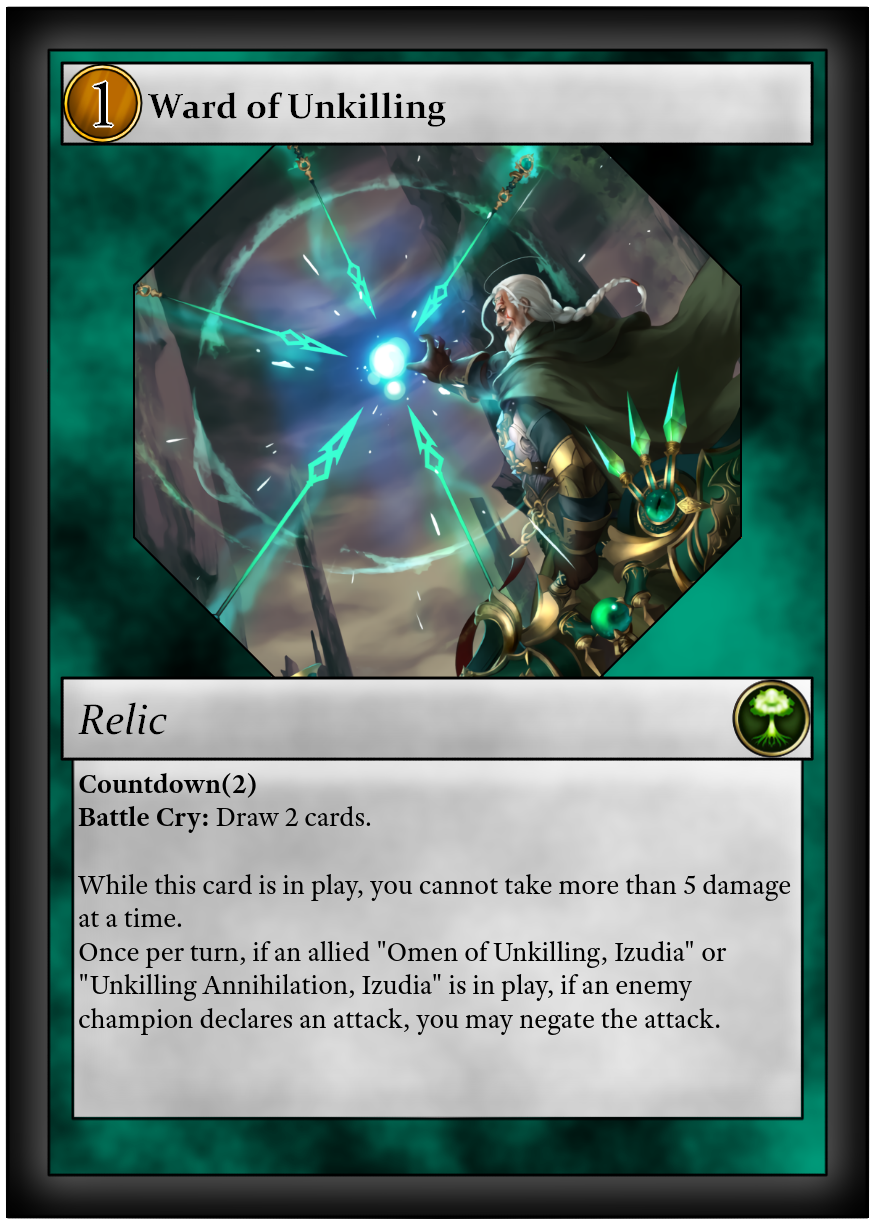 1 Ward of Unkilling
Relic
Countdown(2)
Battle Cry: Draw 2 cards.
While this card is in play, you cannot take more than 5 damage
at a time.
Once per turn, if an allied "Omen of Unkilling, Izudia" or
"Unkilling Annihilation, Izudia" is in play, if an enemy
champion declares an attack, you may negate the attack.